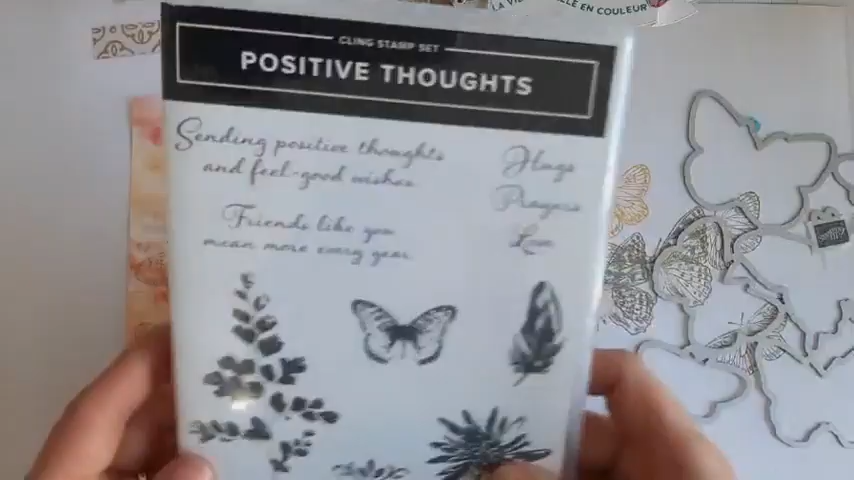 LA VIE EN COULEUR
CLING STAMP SET
POSITIVE THOUGHTS
Sending positive thoughts
and feel-good wishes
Hugs
Prayers
Love
Friends like you
mean more every year